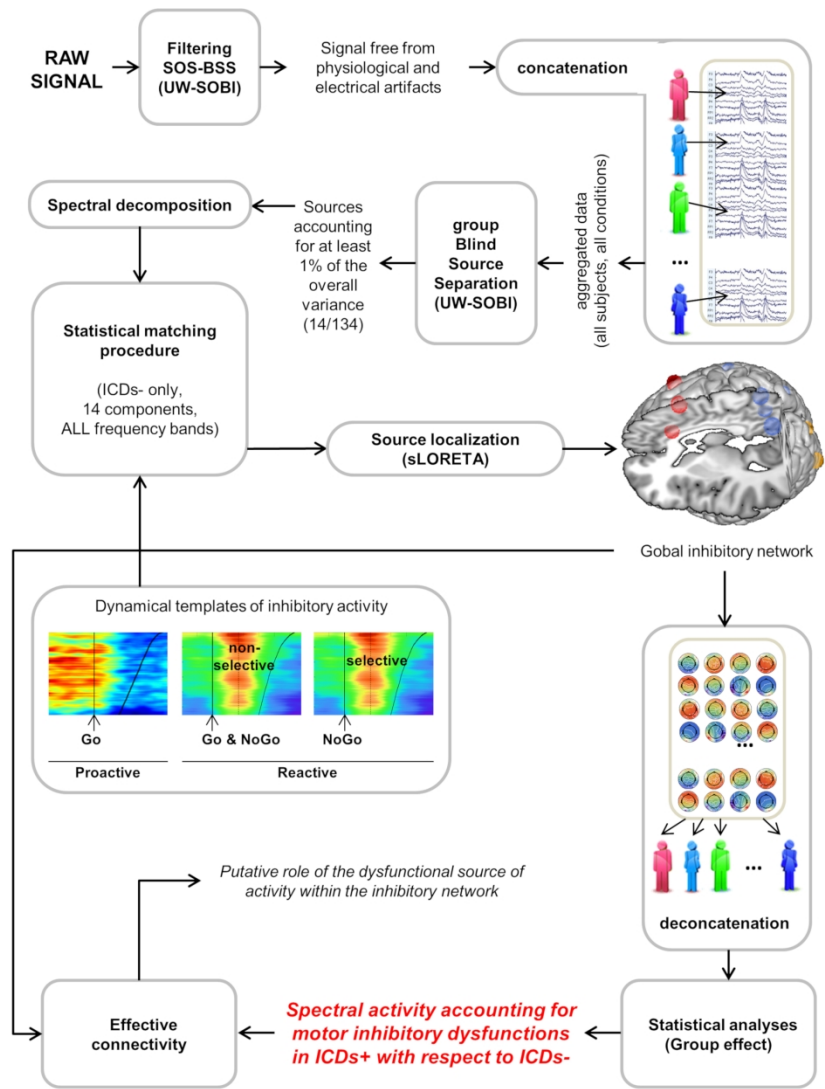 RAW
SIGNAL
Filtering
SOS-BSS
(UW-SOBI)
Signal free from
physiological and
electrical artifacts
concatenation
...
aggregated data
(all subjects, all conditions)
group
Blind
Source
Separation
(UW-SOBI)
Sources
accounting
for at least
1% of the
overall
variance
(14/134)
Spectral decomposition
Statistical matching
procedure
(ICDs- only,
14 components,
ALL frequency bands)
Source localization
(sLORETA)
Gobal inhibitory network
Dynamical templates of inhibitory activity
non-
selective
selective
Go
Go & NoGo
NoGo
Proactive
Reactive
...
...
deconcatenation
Putative role of the dysfunctional source of
activity within the inhibitory network
Effective
connectivity
Spectral activity accounting for
motor inhibitory dysfunctions
in ICDs+ with respect to ICDs-
Statistical analyses
(Group effect)